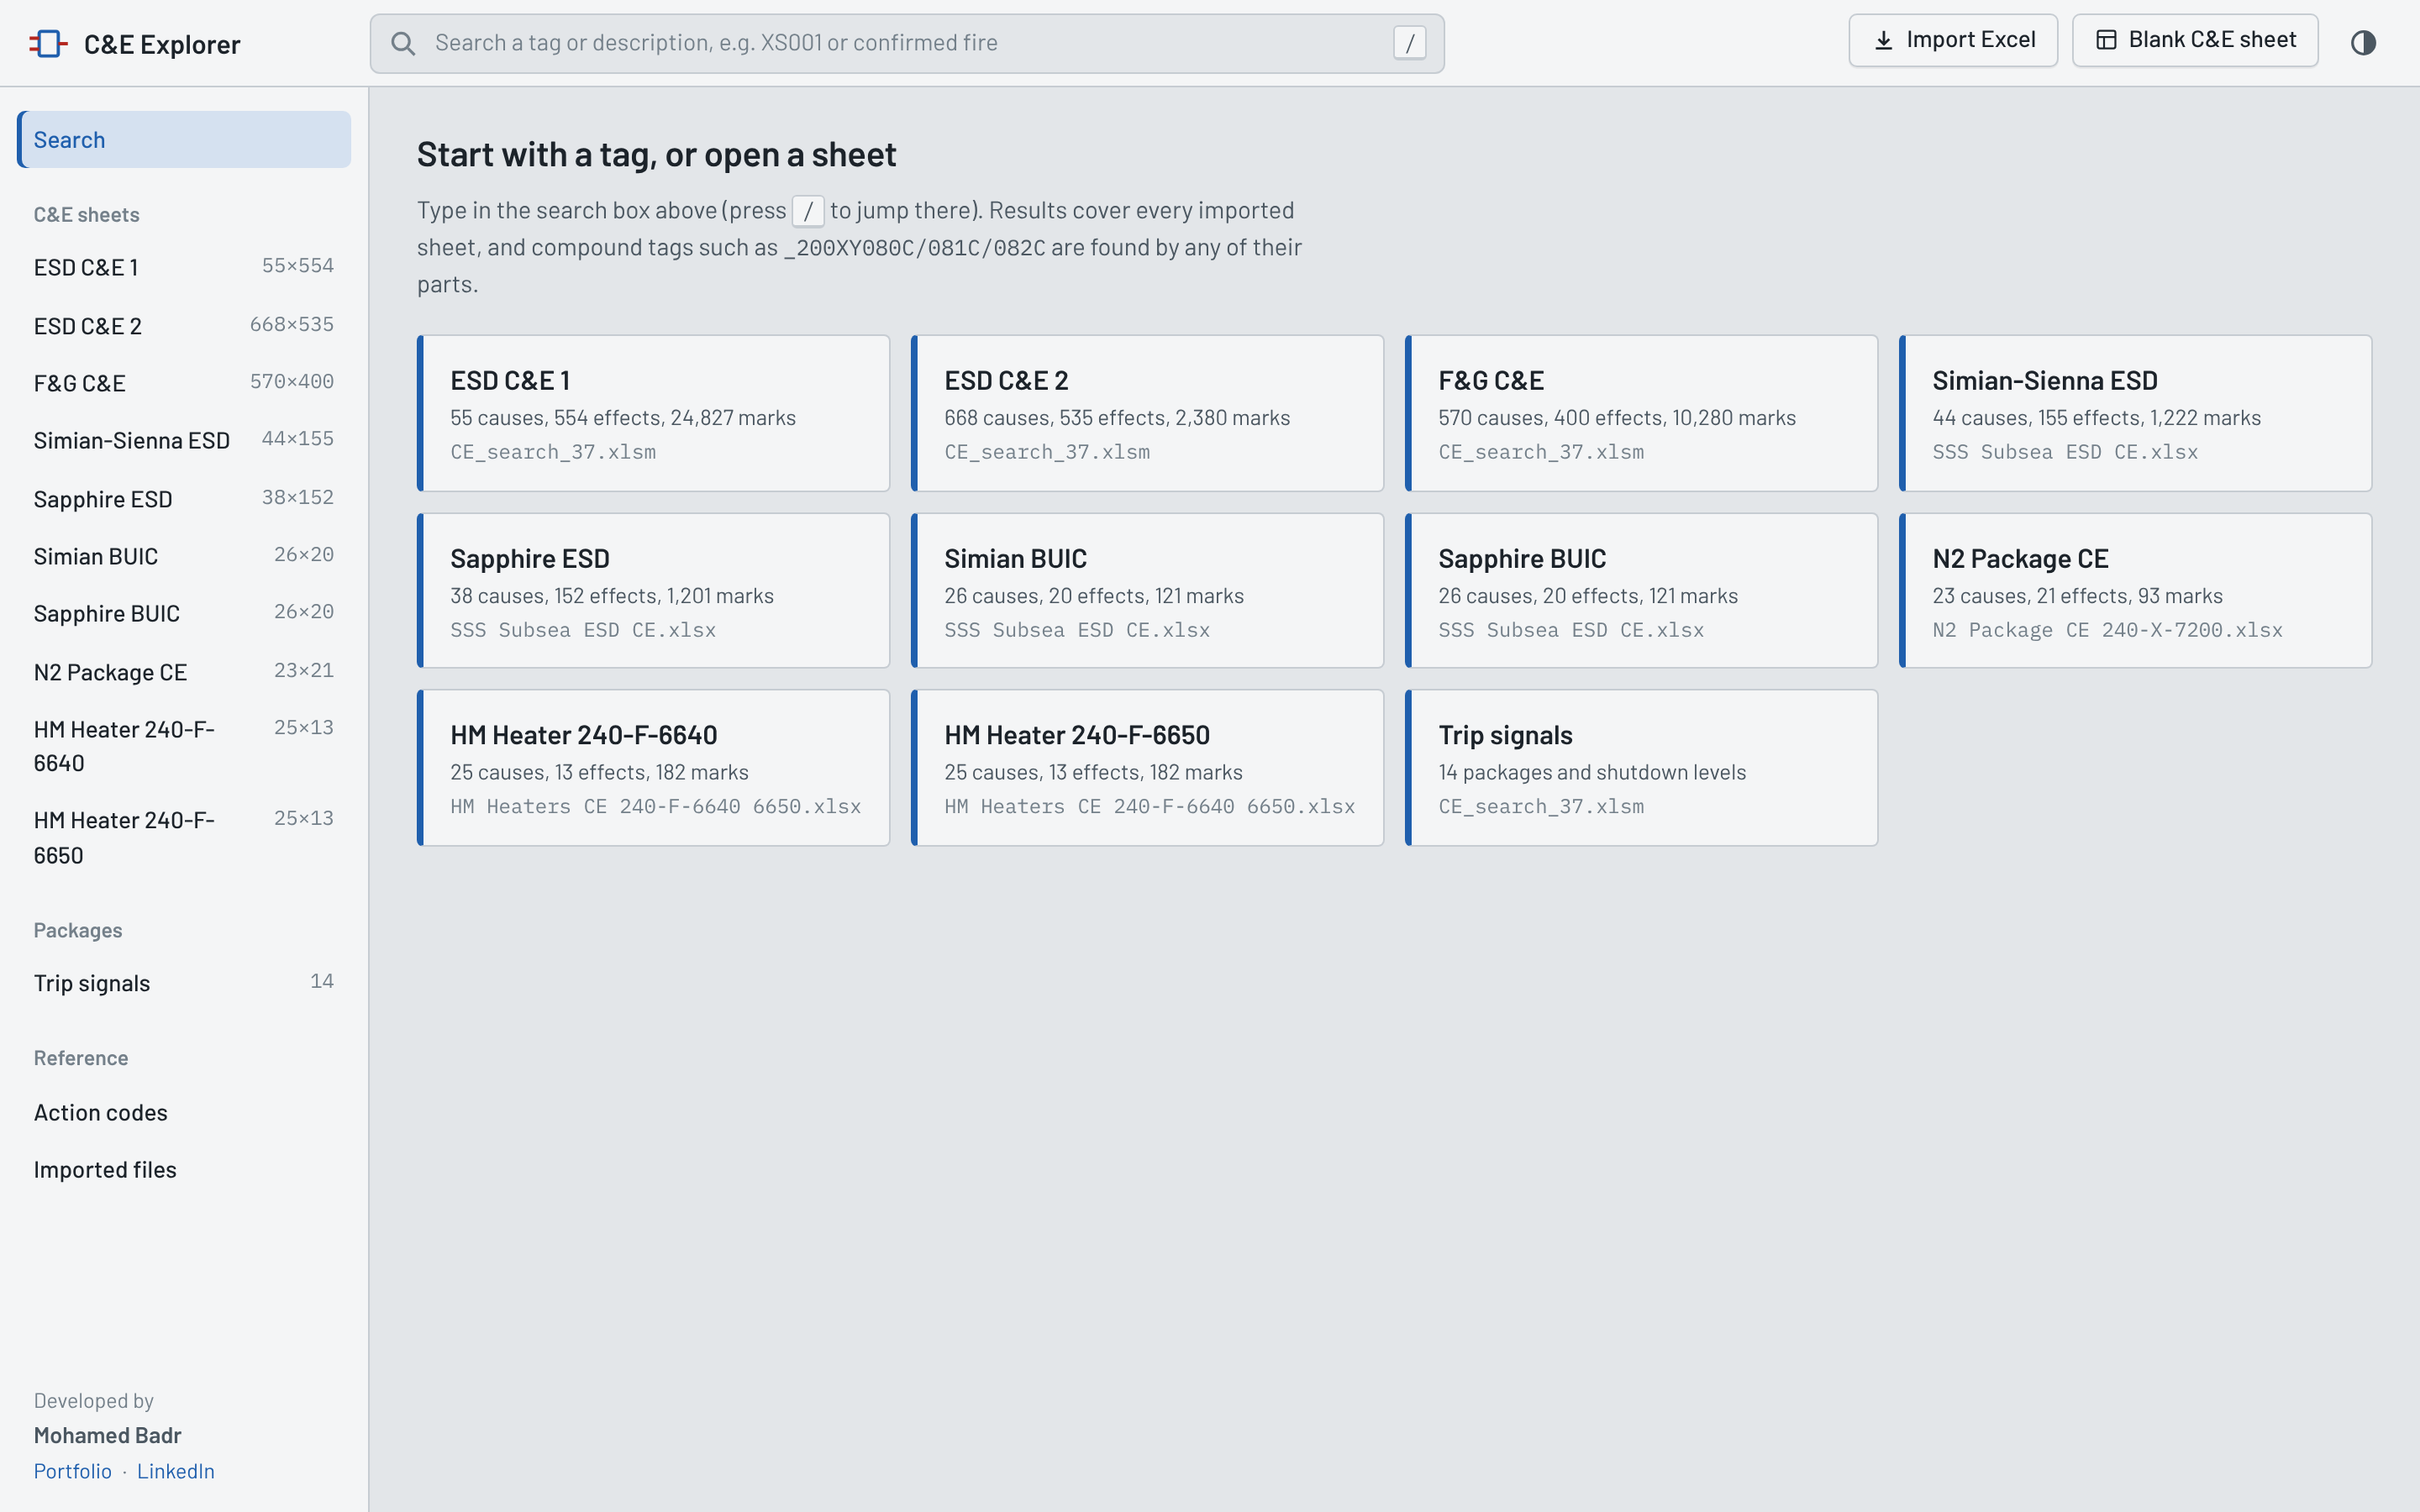 C&E Explorer
Search a tag or description, e.g. XS001 or confirmed fire
/
Import Excel
Blank C&E sheet
Search
C&E sheets
ESD C&E 1 55×554
ESD C&E 2 668×535
F&G C&E 570×400
Simian-Sienna ESD 44×155
Sapphire ESD 38×152
Simian BUIC 26×20
Sapphire BUIC 26×20
N2 Package CE 23×21
HM Heater 240-F- 25×13
6640
HM Heater 240-F- 25×13
6650
Packages
Trip signals 14
Reference
Action codes
Imported files
Developed by
Mohamed Badr
Portfolio · LinkedIn
Start with a tag, or open a sheet
Type in the search box above (press / to jump there). Results cover every imported
sheet, and compound tags such as _200XY080C/081C/082C are found by any of their
parts.
ESD C&E 1
55 causes, 554 effects, 24,827 marks
CE_search_37.xlsm
ESD C&E 2
668 causes, 535 effects, 2,380 marks
CE_search_37.xlsm
F&G C&E
570 causes, 400 effects, 10,280 marks
CE_search_37.xlsm
Simian-Sienna ESD
44 causes, 155 effects, 1,222 marks
SSS Subsea ESD CE.xlsx
Sapphire ESD
38 causes, 152 effects, 1,201 marks
SSS Subsea ESD CE.xlsx
Simian BUIC
26 causes, 20 effects, 121 marks
SSS Subsea ESD CE.xlsx
Sapphire BUIC
26 causes, 20 effects, 121 marks
SSS Subsea ESD CE.xlsx
N2 Package CE
23 causes, 21 effects, 93 marks
N2 Package CE 240-X-7200.xlsx
HM Heater 240-F-6640
25 causes, 13 effects, 182 marks
HM Heaters CE 240-F-6640 6650.xlsx
HM Heater 240-F-6650
25 causes, 13 effects, 182 marks
HM Heaters CE 240-F-6640 6650.xlsx
Trip signals
14 packages and shutdown levels
CE_search_37.xlsm